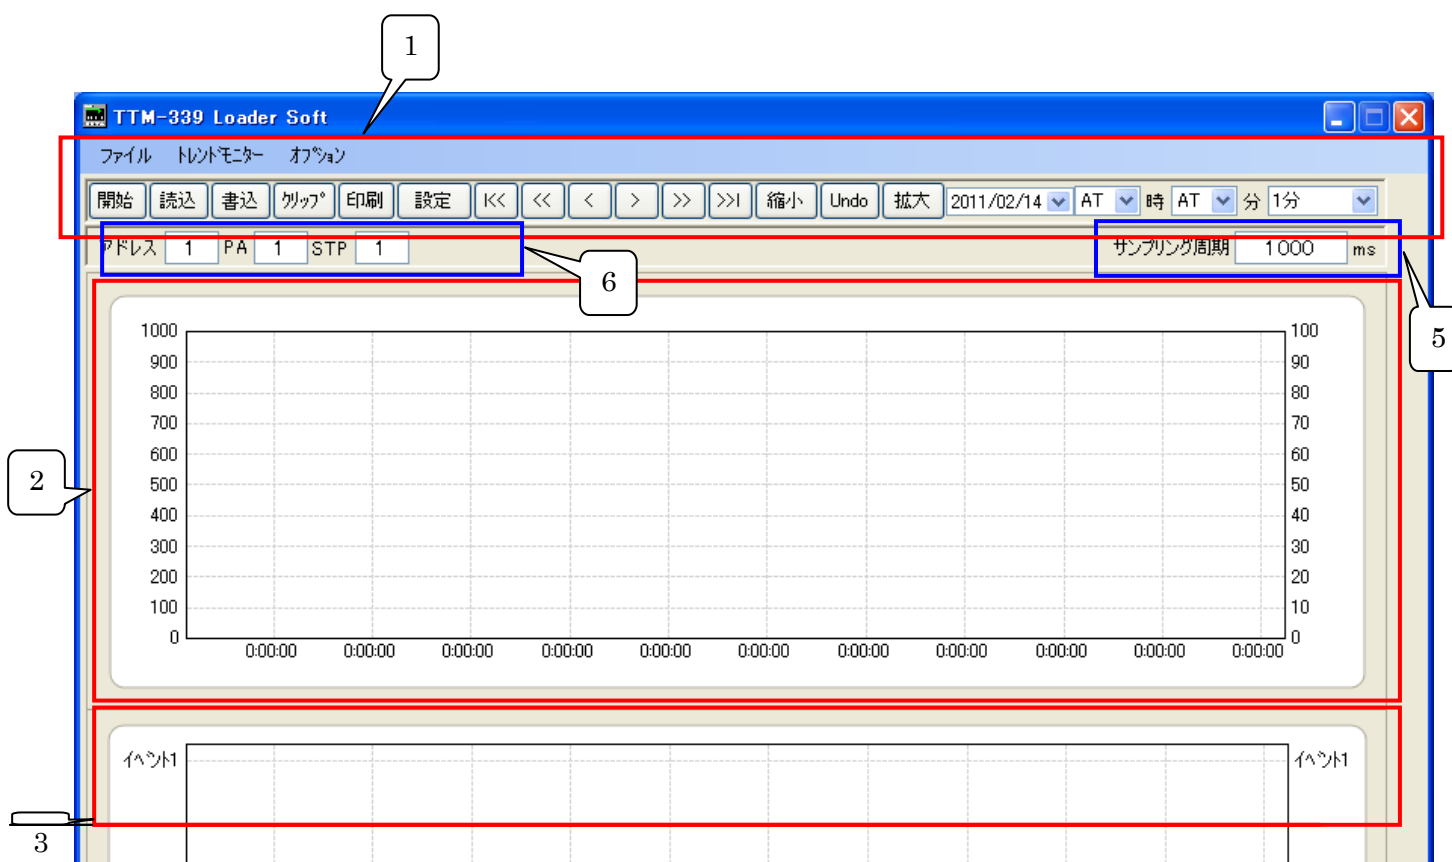 1
TTM-339 Loader Soft
ﾌｧｲﾙ ﾄﾚﾝﾄﾞﾓﾆﾀｰ ｵﾌﾟｼｮﾝ
開始 読込 書込 ｸﾘｯﾌﾟ 印刷 設定 I<< << < > >> >>I 縮小 Undo 拡大 2011/02/14 AT 時 AT 分 1分
アドレス 1 PA 1 STP 1 サンプリング周期 1000 ms
6
5
1000 100
900 90
800 80
700 70
600 60
2
500 50
400 40
300 30
200 20
100 10
0 0
0:00:00 0:00:00 0:00:00 0:00:00 0:00:00 0:00:00 0:00:00 0:00:00 0:00:00 0:00:00 0:00:00
ｲﾍﾞﾝﾄ1 ｲﾍﾞﾝﾄ1
3